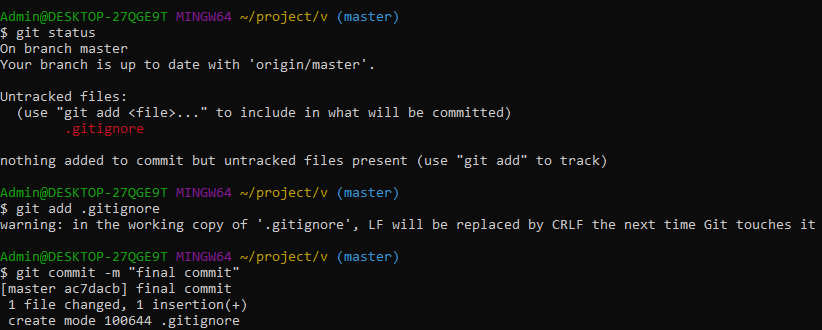 Admin@DESKTOP-27QGE9T MINGW64 ~/project/v (master)
$ git status
On branch master
Your branch is up to date with 'origin/master'.
Untracked files:
  (use "git add <file>..." to include in what will be committed)
        .gitignore
nothing added to commit but untracked files present (use "git add" to track)
Admin@DESKTOP-27QGE9T MINGW64 ~/project/v (master)
$ git add .gitignore
warning: in the working copy of '.gitignore', LF will be replaced by CRLF the next time Git touches it
Admin@DESKTOP-27QGE9T MINGW64 ~/project/v (master)
$ git commit -m "final commit"
[master ac7dacb] final commit
 1 file changed, 1 insertion(+)
 create mode 100644 .gitignore